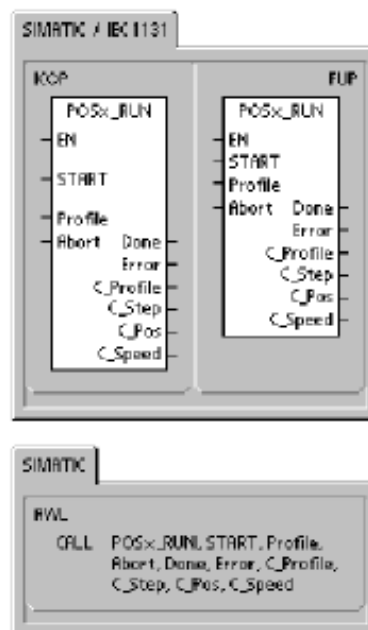 SIMATIC / IEC 1131
KOP
POSx_RUN
EN
START
Profile
Abort Done
Error
C_Profile
C_Step
C_Pos
C_Speed
FUP
POSx_RUN
EN
START
Profile
Abort Done
Error
C_Profile
C_Step
C_Pos
C_Speed
SIMATIC
AWL
CALL POSx_RUN, START, Profile,
Abort, Done, Error, C_Profile,
C_Step, C_Pos, C_Speed